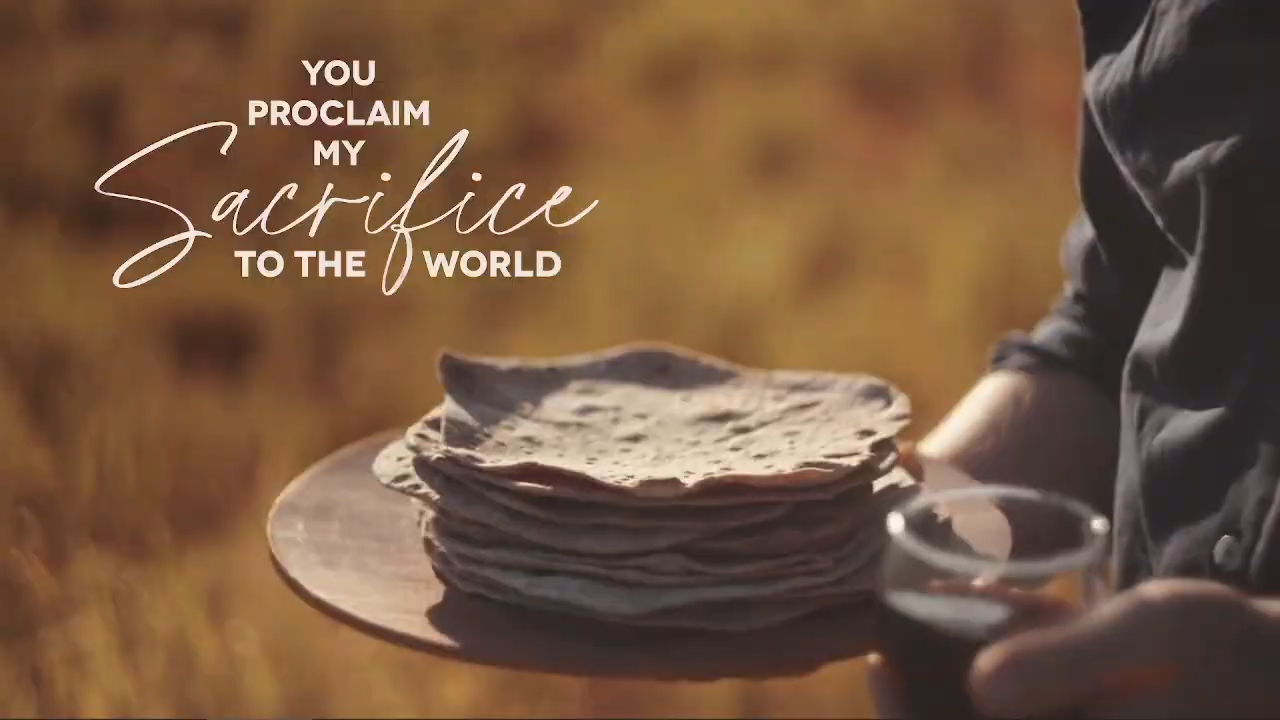 YOU
PROCLAIM
MY
Sacrifice
TO THE WORLD